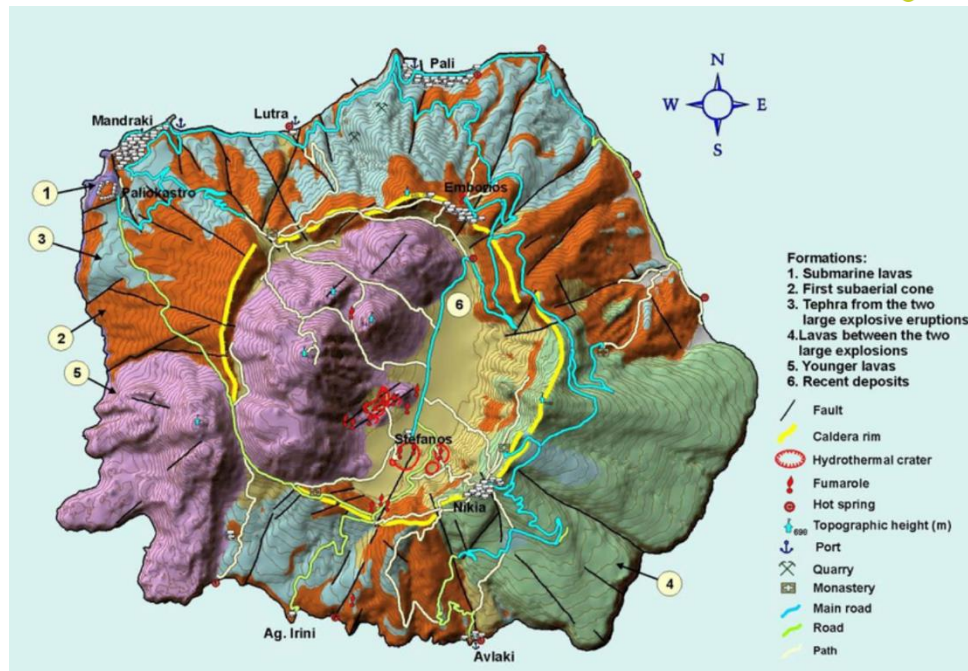 Pali
N
W
E
S
Lutra
Mandraki
1
Paliokastro
Emborios
3
6
2
5
Stefanos
Nikia
4
Ag. Irini
Avlaki
Formations:
1. Submarine lavas
2. First subaerial cone
3. Tephra from the two
large explosive eruptions
4.Lavas between the two
large explosions
5. Younger lavas
6. Recent deposits
Fault
Caldera rim
Hydrothermal crater
Fumarole
Hot spring
698 Topographic height (m)
Port
Quarry
Monastery
Main road
Road
Path